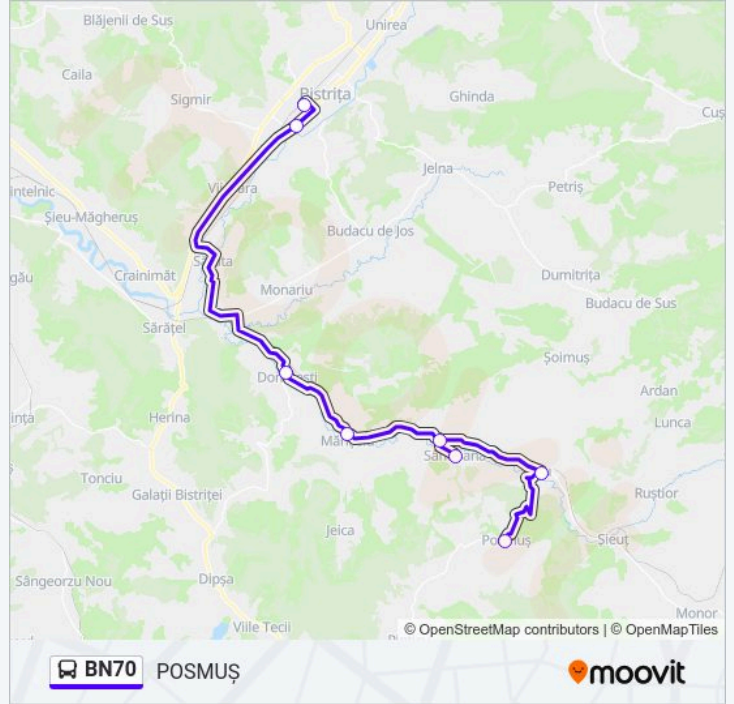 Blăjenii de Sus
Unirea
Caila
Bistrița
Sigmir
Ghinda
Jelna
Petriș
Șieu-Măgheruș
Budacu de Jos
Crainimăt
Dumitrița
Monariu
Budacu de Sus
Sărățel
Șoimuș
Ardan
Herina
Lunca
Tonciu
Galații Bistriței
Ruștior
Jeica
Șieuț
Sângeorzu Nou
Dipșa
Monor
Viile Tecii
© OpenStreetMap contributors | © OpenMapTiles
BN70 POSMUȘ
moovit